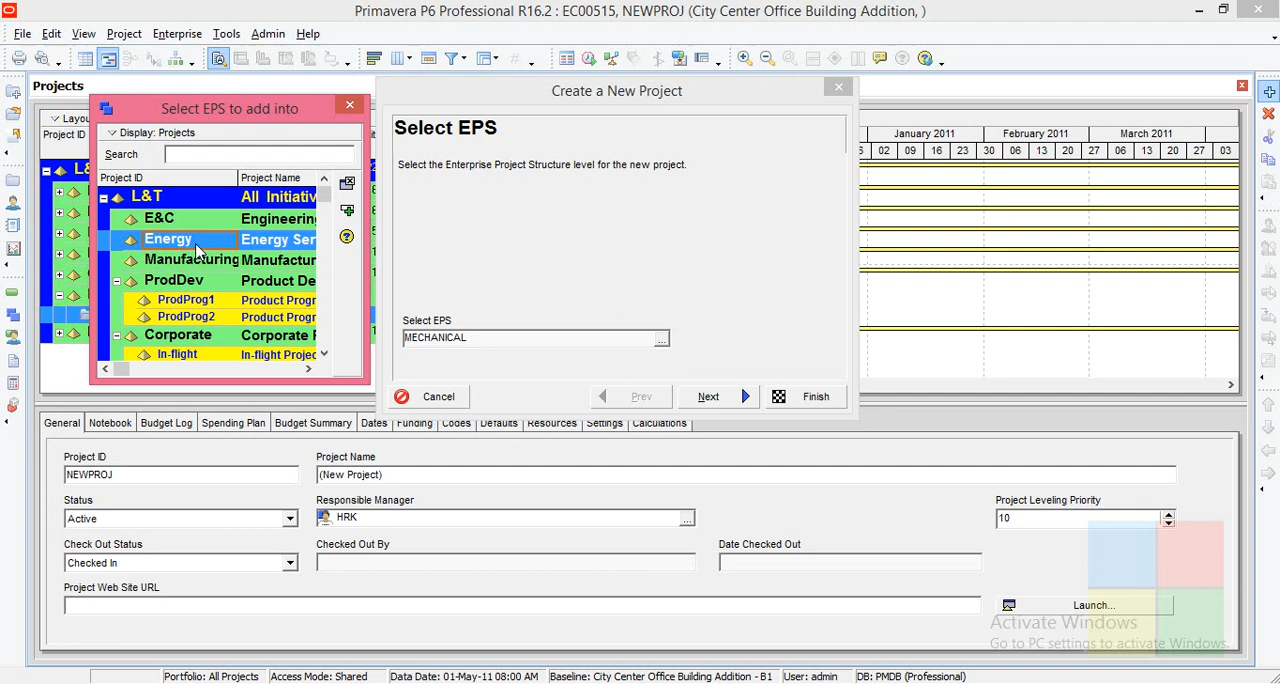 Primavera P6 Professional R16.2 : EC00515, NEWPROJ (City Center Office Building Addition, )
File Edit View Project Enterprise Tools Admin Help
Projects
Layou
Project ID
Select EPS to add into
Display: Projects
Search
Project ID Project Name
L&T All Initiativ
E&C Engineerin
Energy Energy Ser
Manufacturing Manufactur
ProdDev Product De
ProdProg1 Product Progr
ProdProg2 Product Progr
Corporate Corporate
In-flight In-flight Projec
Create a New Project
Select EPS
Select the Enterprise Project Structure level for the new project.
Select EPS
MECHANICAL
...
Cancel Prev Next Finish
January 2011 February 2011 March 2011
02 09 16 23 30 06 13 20 27 06 13 20 27 03
General Notebook Budget Log Spending Plan Budget Summary Dates Funding Codes Defaults Resources Settings Calculations
Project ID Project Name
NEWPROJ (New Project)
Status Responsible Manager Project Leveling Priority
Active HRK ... 10
Check Out Status Checked Out By Date Checked Out
Checked In
Project Web Site URL
Launch...
Activate Windows
Go to PC settings to activate Windows.
Portfolio: All Projects Access Mode: Shared Data Date: 01-May-11 08:00 AM Baseline: City Center Office Building Addition - B1 User: admin DB: PMDB (Professional)